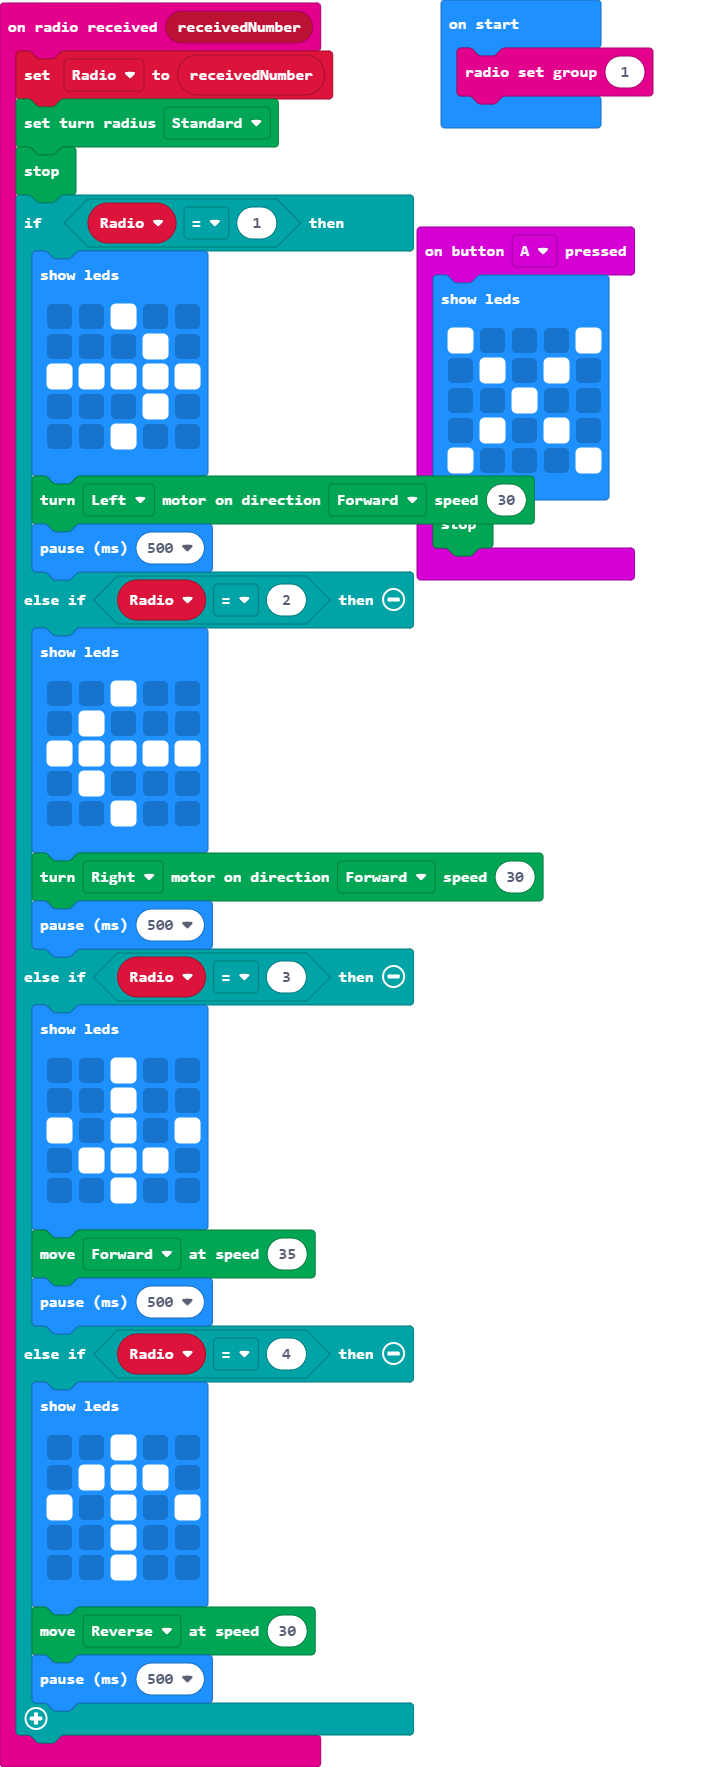 on radio received receivedNumber
set Radio to receivedNumber
set turn radius Standard
stop
if Radio = 1 then
show leds
turn Left motor on direction Forward speed 30
pause (ms) 500
else if Radio = 2 then
show leds
turn Right motor on direction Forward speed 30
pause (ms) 500
else if Radio = 3 then
show leds
move Forward at speed 35
pause (ms) 500
else if Radio = 4 then
show leds
move Reverse at speed 30
pause (ms) 500
on start
radio set group 1
on button A pressed
show leds
stop